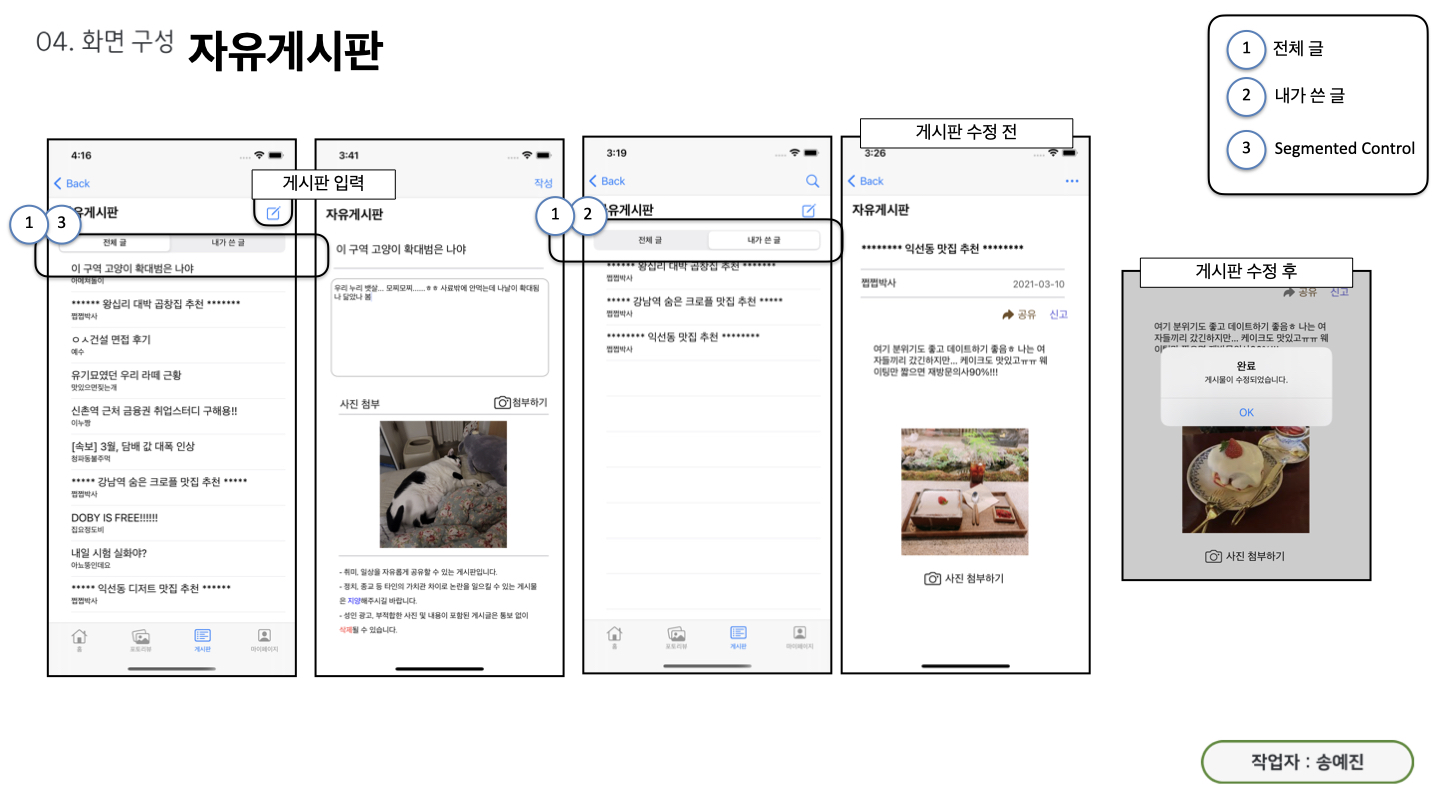 04. 화면 구성 자유게시판
1 전체 글
2 내가 쓴 글
3 Segmented Control
4:16
Back
유게시판
1 3
전체 글 내가 쓴 글
이 구역 고양이 확대범은 나야
****** 왕십리 대박 곱창집 추천 *******
쩝쩝박사
ㅇㅅ건설 면접 후기
예수
유기묘였던 우리 라떼 근황
맛있으면짖는개
신촌역 근처 금융권 취업스터디 구해용!!
이누짱
[속보] 3월, 담배 값 대폭 인상
청파동불주먹
***** 강남역 숨은 크로플 맛집 추천 *****
쩝쩝박사
DOBY IS FREE!!!!!!
집요정도비
내일 시험 실화야?
아뇨뚱인데요
***** 익선동 디저트 맛집 추천 ******
쩝쩝박사
홈 포토리뷰 게시판 마이페이지
게시판 입력
3:41
작성
자유게시판
이 구역 고양이 확대범은 나야
우리 누리 뱃살... 모찌모찌......ㅎㅎ 사료밖에 안먹는데 나날이 확대됨
나 닮았나 봄
사진 첨부 첨부하기
- 취미, 일상을 자유롭게 공유할 수 있는 게시판입니다.
- 정치, 종교 등 타인의 가치관 차이로 논란을 일으킬 수 있는 게시물
은 지양해주시길 바랍니다.
- 성인 광고, 부적합한 사진 및 내용이 포함된 게시글은 통보 없이
삭제될 수 있습니다.
3:19
Back
유게시판
1 2
전체 글 내가 쓴 글
****** 왕십리 대박 곱창집 추천 *******
쩝쩝박사
***** 강남역 숨은 크로플 맛집 추천 *****
쩝쩝박사
******** 익선동 맛집 추천 ********
쩝쩝박사
홈 포토리뷰 게시판 마이페이지
게시판 수정 전
3:26
Back
자유게시판
******** 익선동 맛집 추천 ********
쩝쩝박사 2021-03-10
공유 신고
여기 분위기도 좋고 데이트하기 좋음ㅎ 나는 여
자들끼리 갔긴하지만... 케이크도 맛있고ㅠㅠ 웨
이팅만 짧으면 재방문의사90%!!!
사진 첨부하기
게시판 수정 후
공유 신고
여기 분위기도 좋고 데이트하기 좋음ㅎ 나는 여
자들끼리 갔긴하지만... 케이크도 맛있고ㅠㅠ 웨
완료
게시물이 수정되었습니다.
OK
사진 첨부하기
작업자 : 송예진